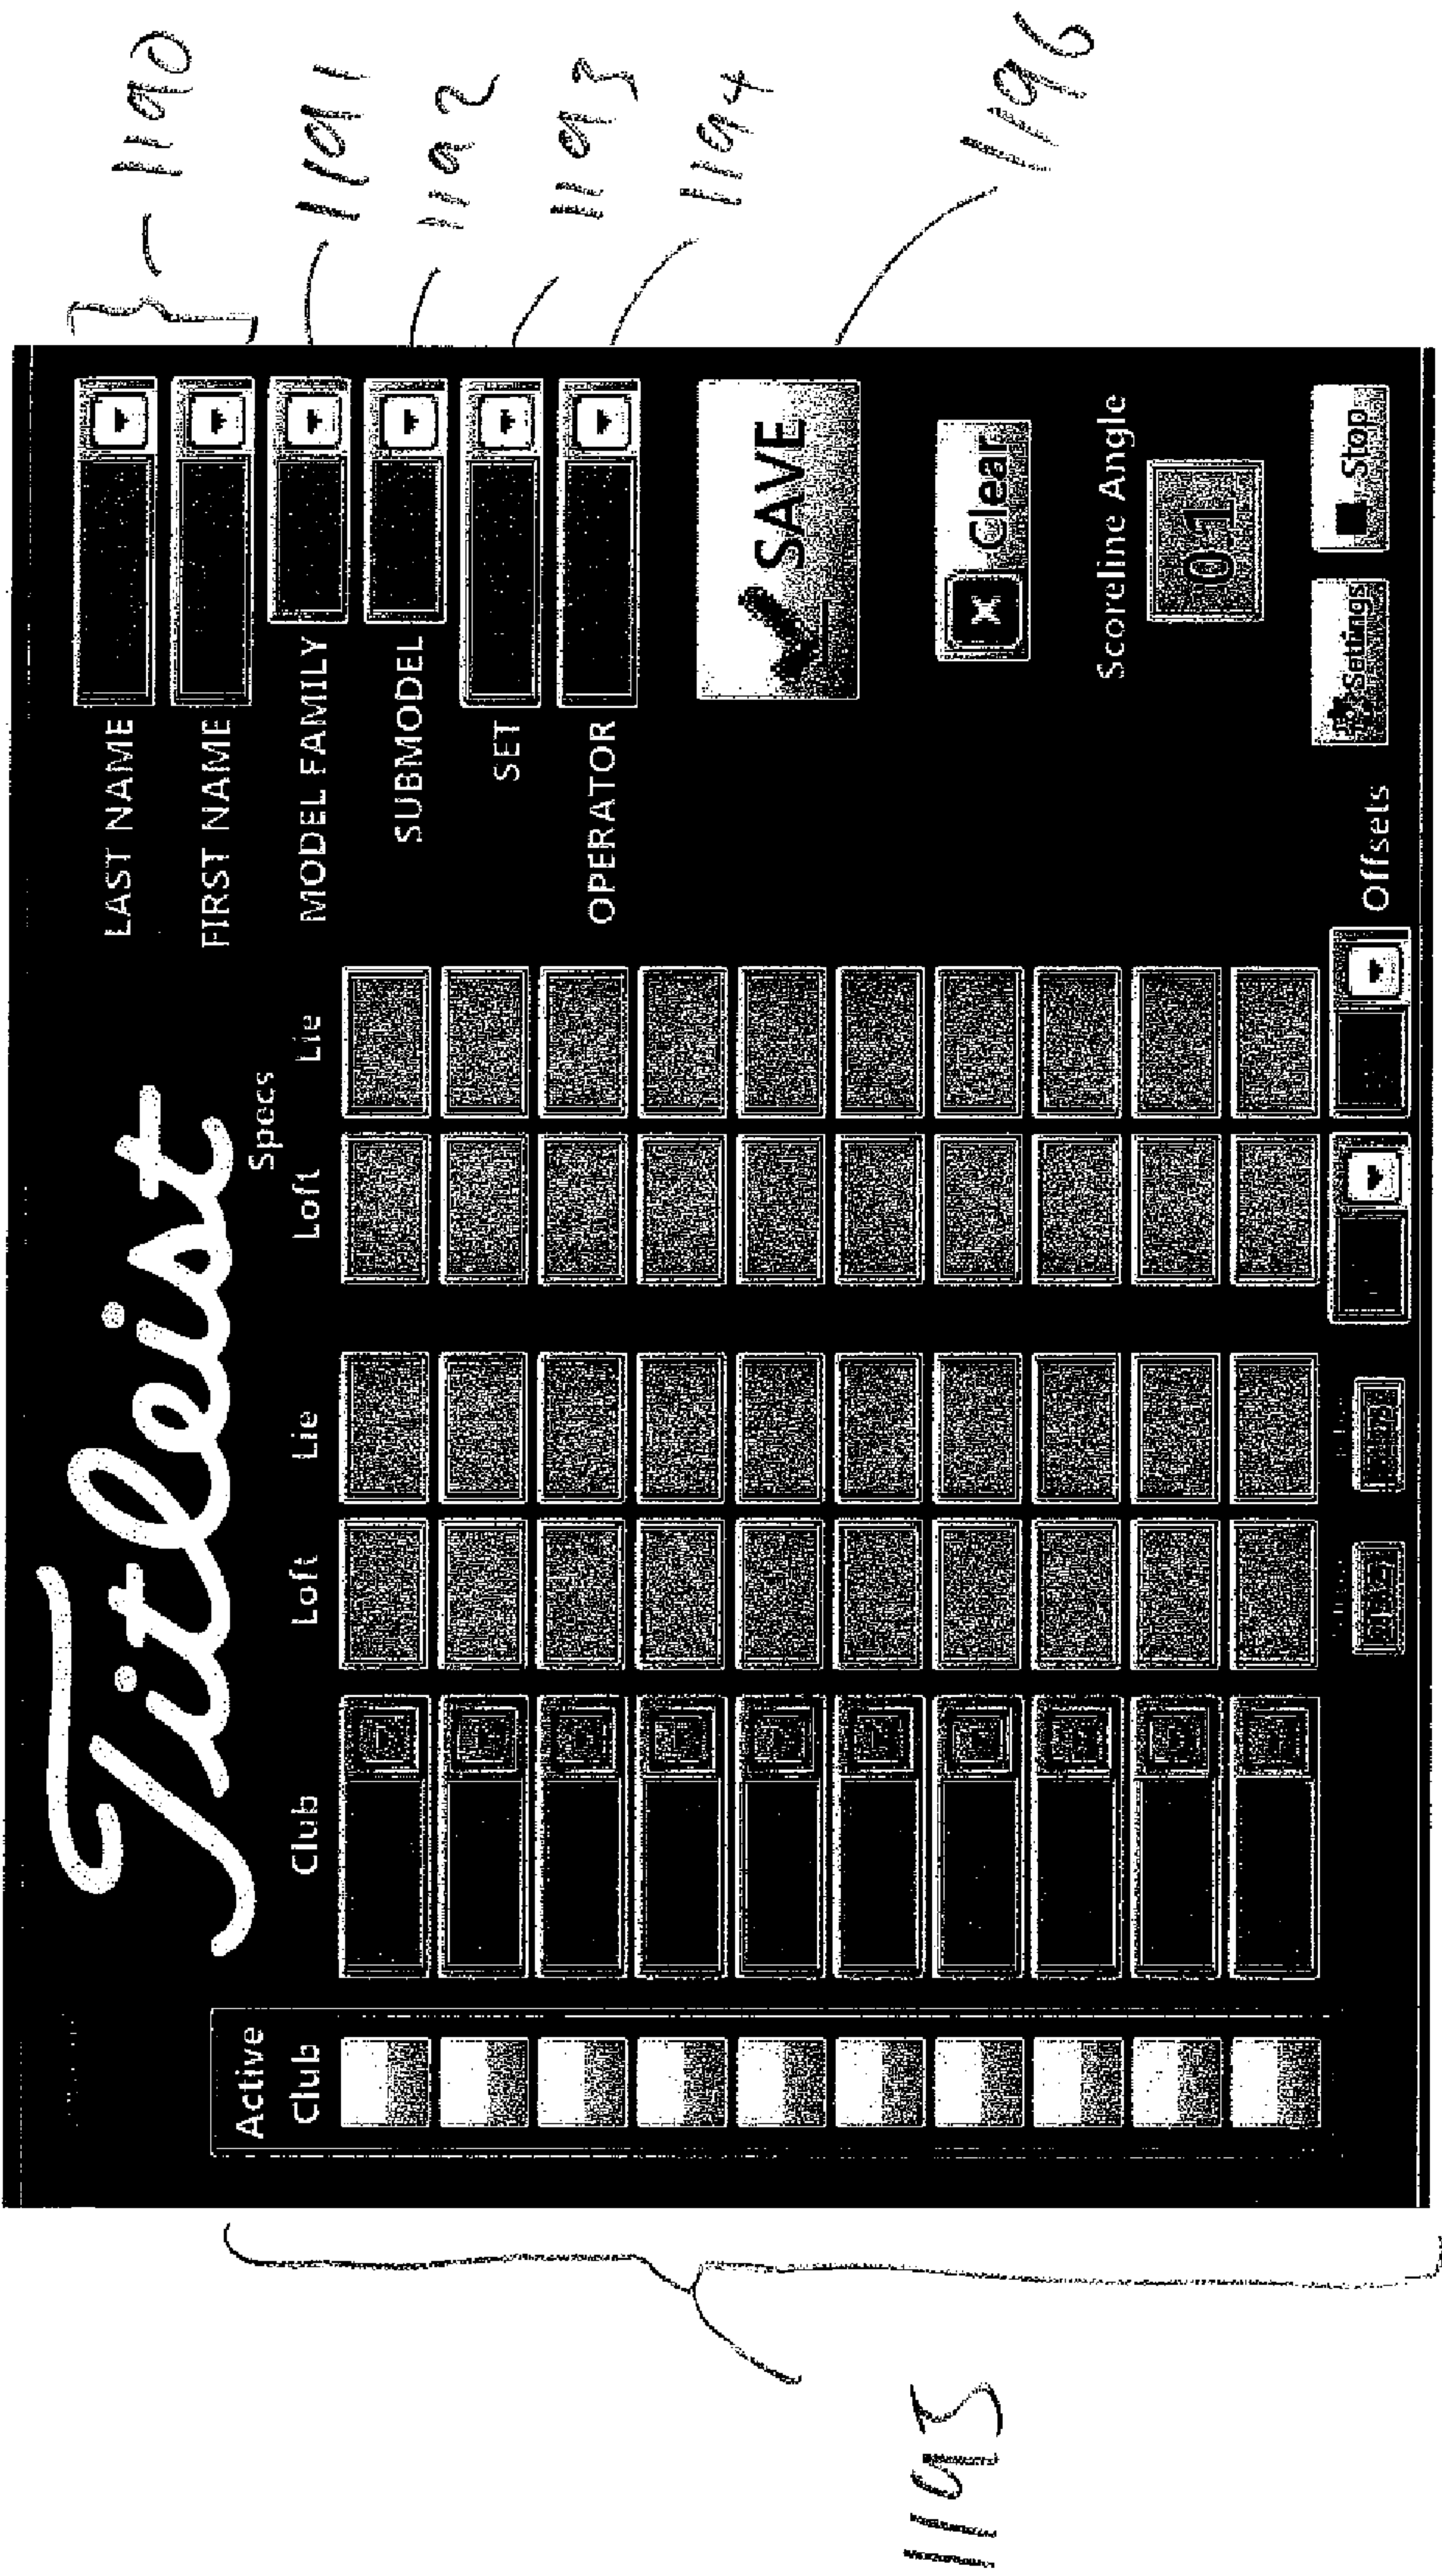 Titleist
LAST NAME
FIRST NAME
MODEL FAMILY
SUBMODEL
SET
OPERATOR
Specs
Active
Club
Club
Loft
Lie
Loft
Lie
SAVE
Clear
Scoreline Angle
0.1
Offsets
Settings
Stop
1190
1191
1192
1193
1194
1196
1195